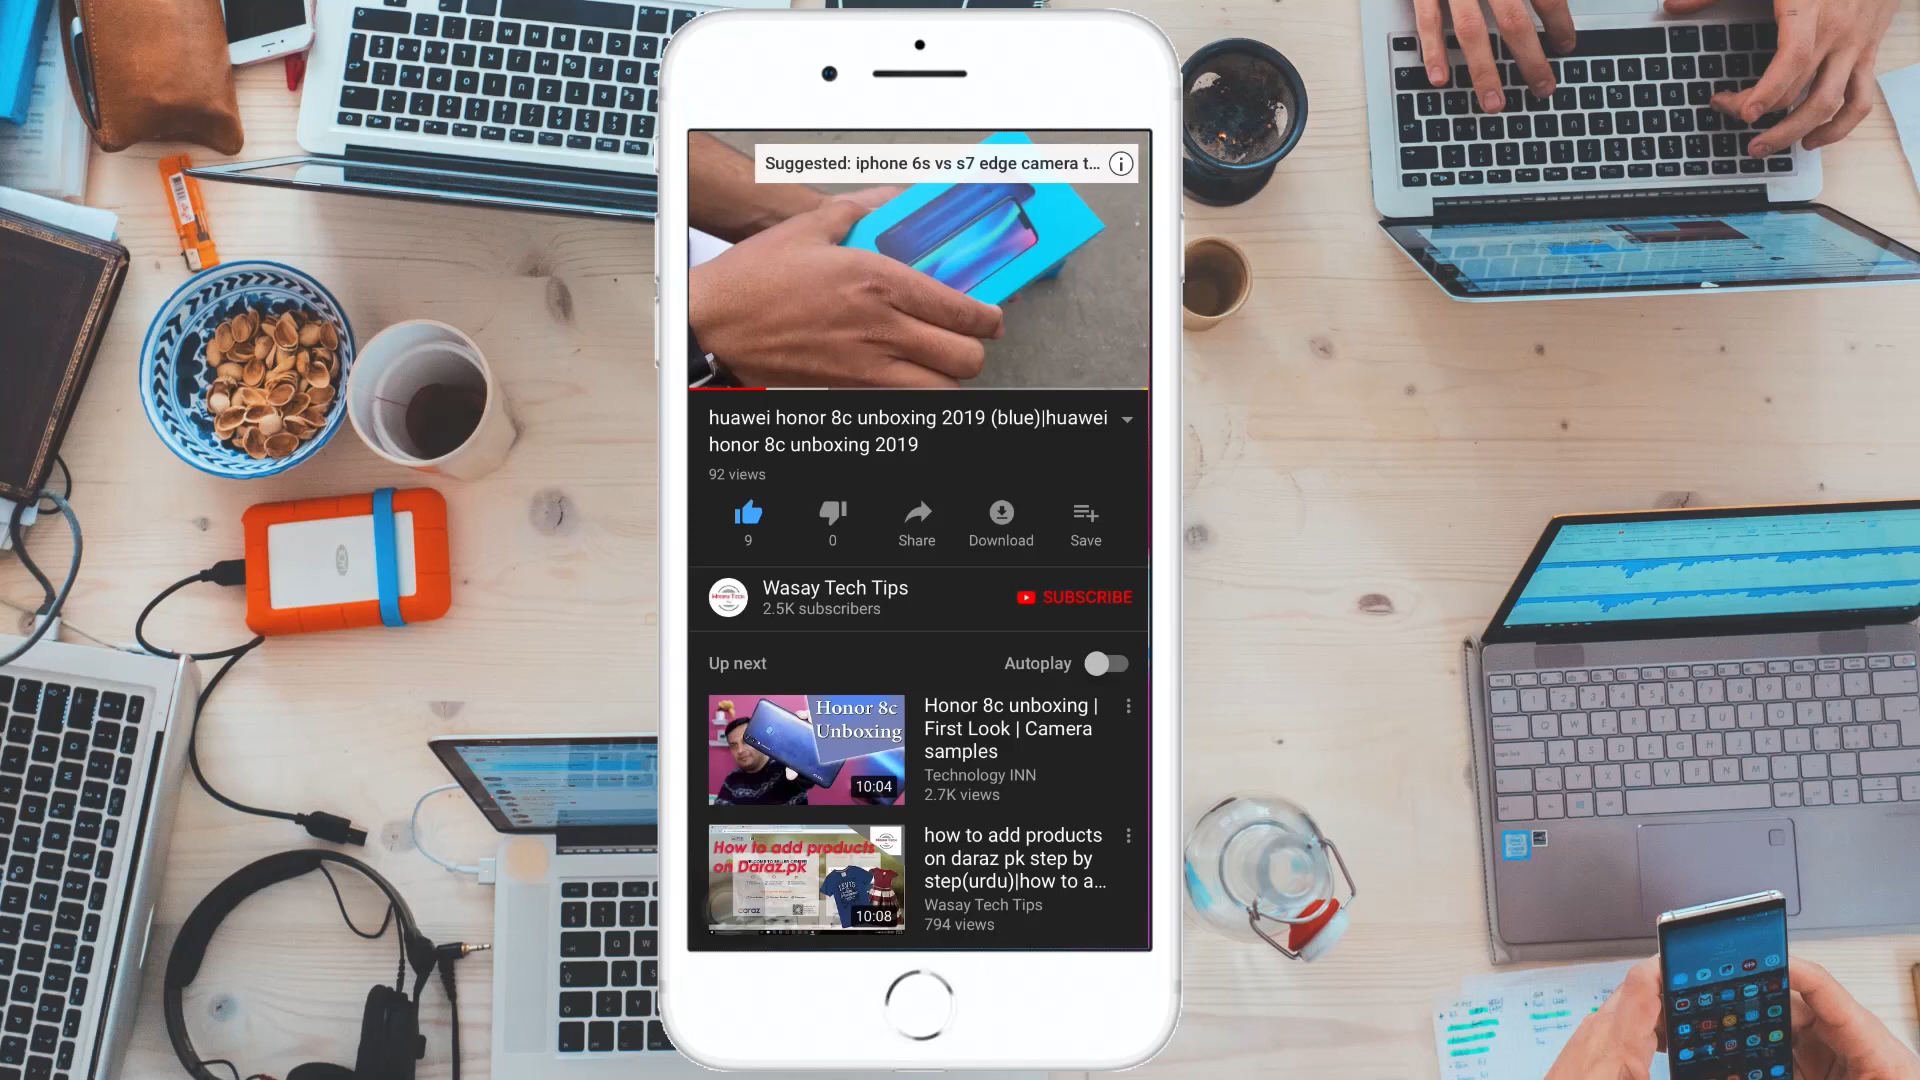 Suggested: iphone 6s vs s7 edge camera t...
huawei honor 8c unboxing 2019 (blue)|huawei
honor 8c unboxing 2019
92 views
9
0
Share
Download
Save
Wasay Tech Tips
2.5K subscribers
SUBSCRIBE
Up next
Autoplay
Honor 8c
Unboxing
10:04
Honor 8c unboxing |
First Look | Camera
samples
Technology INN
2.7K views
How to add products
on Daraz.pk
daraz
10:08
how to add products
on daraz pk step by
step(urdu)|how to a...
Wasay Tech Tips
794 views